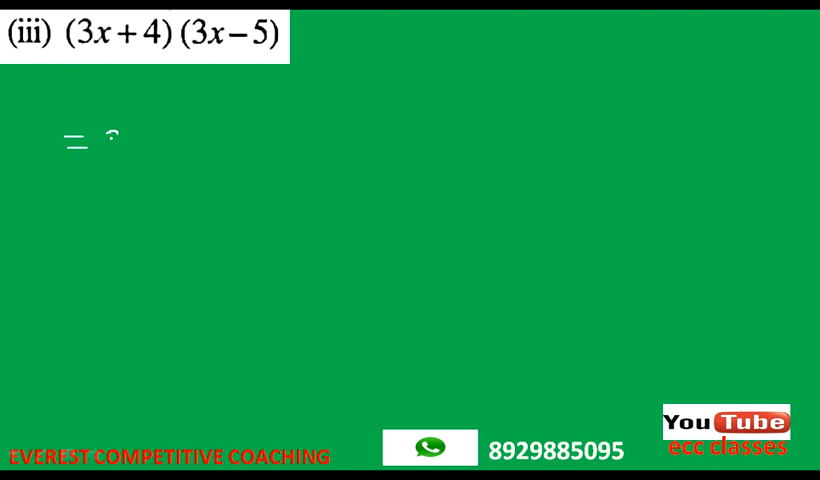 (iii) (3x + 4) (3x – 5)
=
EVEREST COMPETITIVE COACHING
8929885095
YouTube
ecc classes